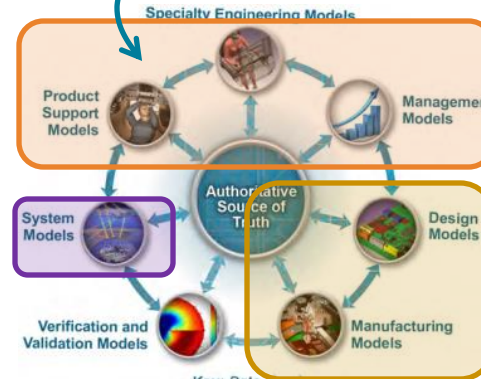 Specialty Engineering Models
Product
Support
Models
Management
Models
Authoritative
Source of
Truth
System
Models
Design
Models
Verification and
Validation Models
Manufacturing
Models